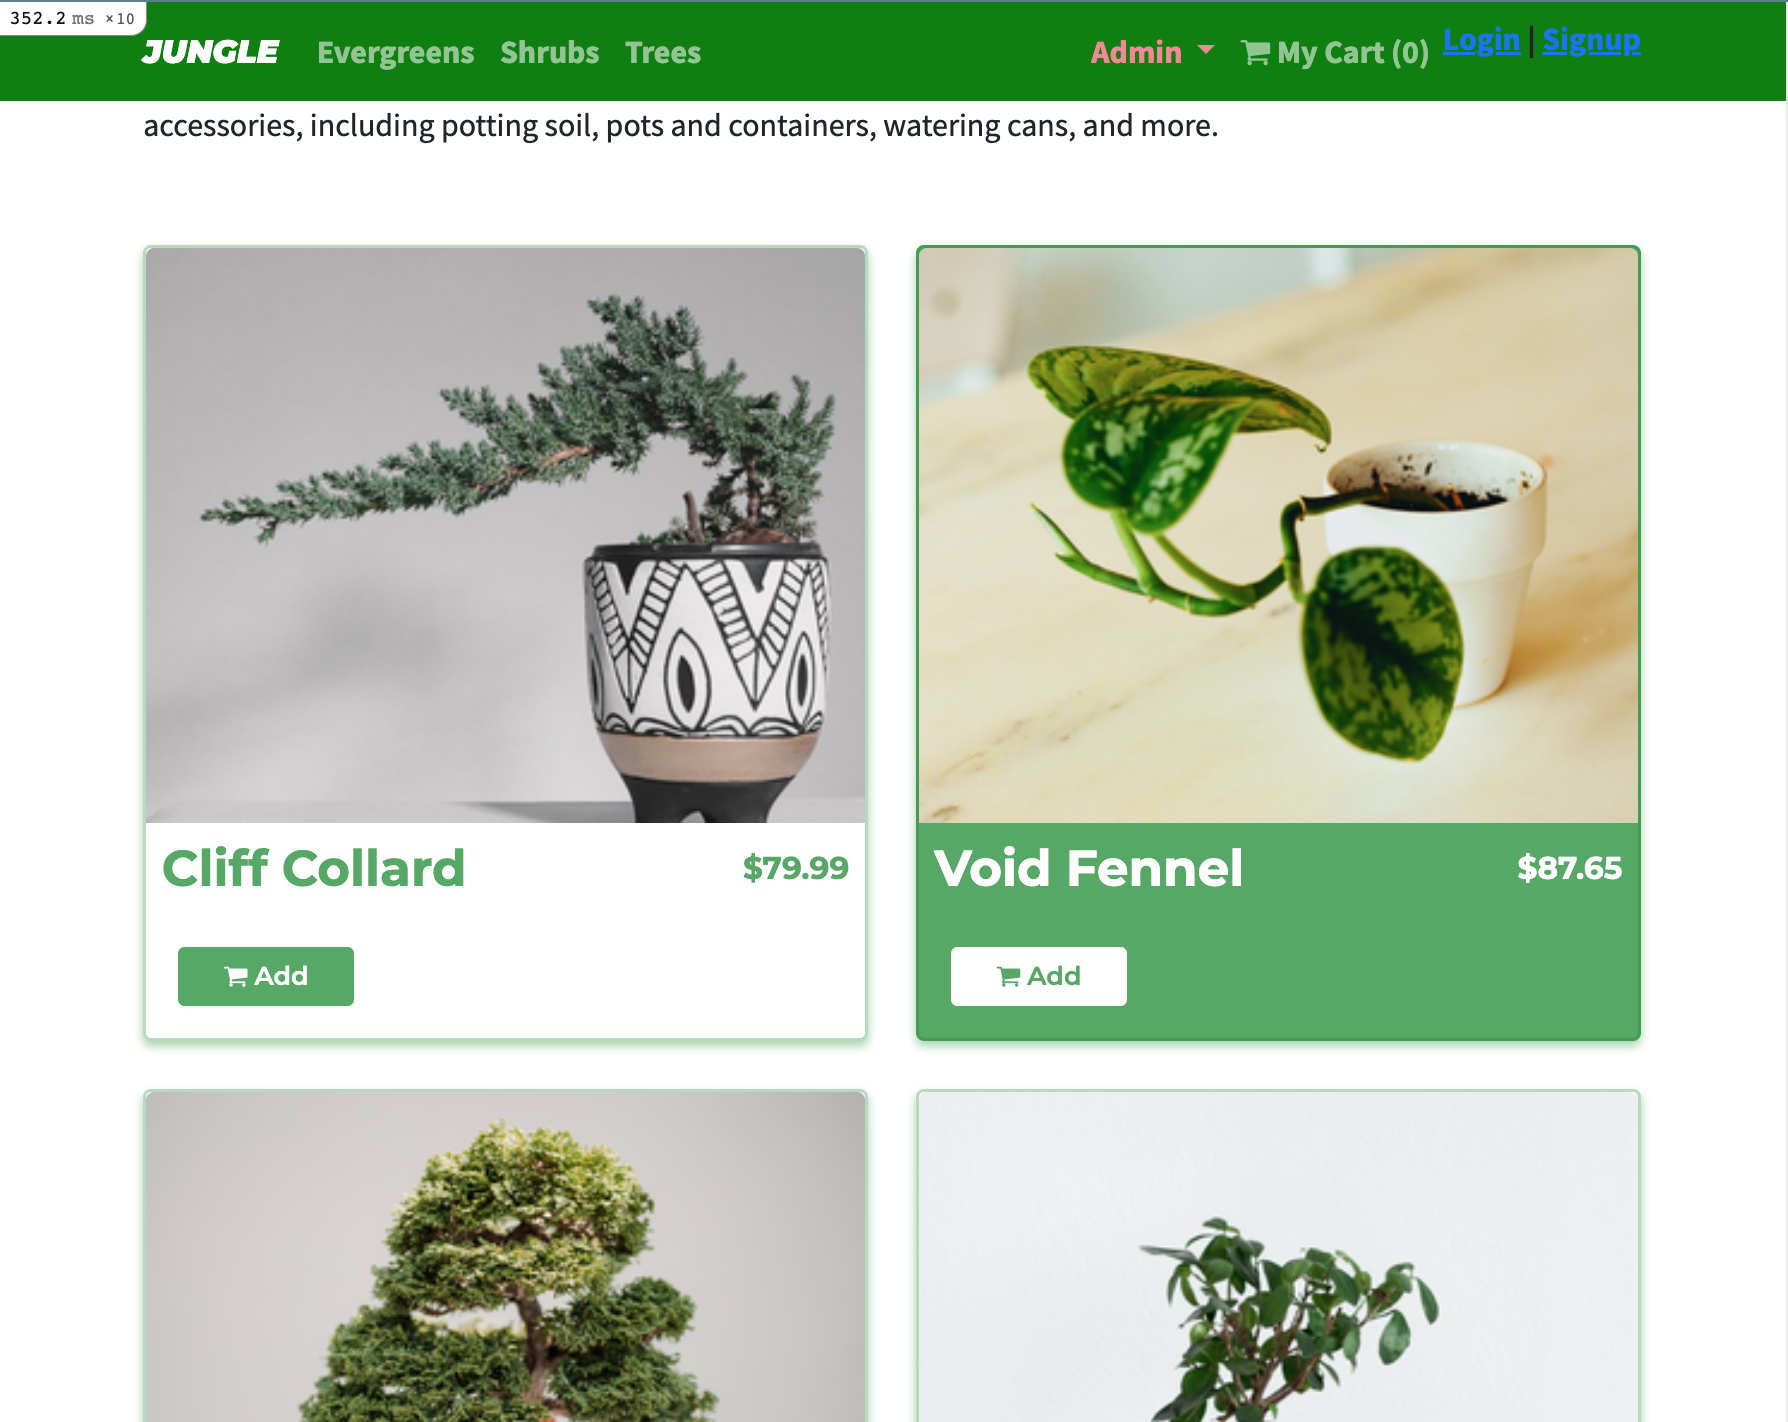 352.2 ms ×10
JUNGLE Evergreens Shrubs Trees Admin My Cart (0) Login | Signup
accessories, including potting soil, pots and containers, watering cans, and more.
Cliff Collard $79.99
Add
Void Fennel $87.65
Add